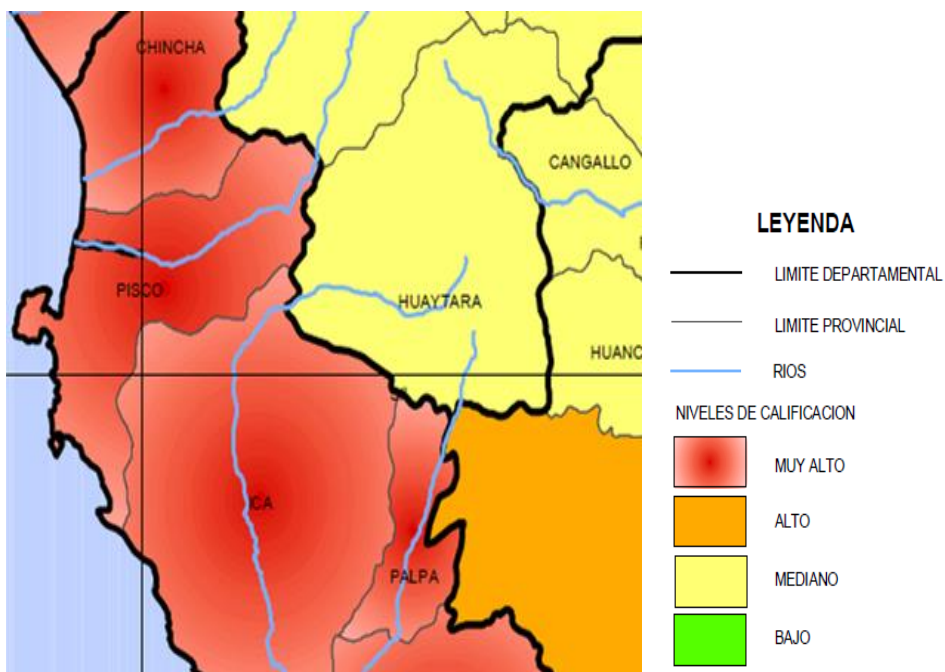 CHINCHA
CANGALLO
PISCO
HUAYTARA
HUANC
ICA
PALPA
LEYENDA
LIMITE DEPARTAMENTAL
LIMITE PROVINCIAL
RIOS
NIVELES DE CALIFICACION
MUY ALTO
ALTO
MEDIANO
BAJO